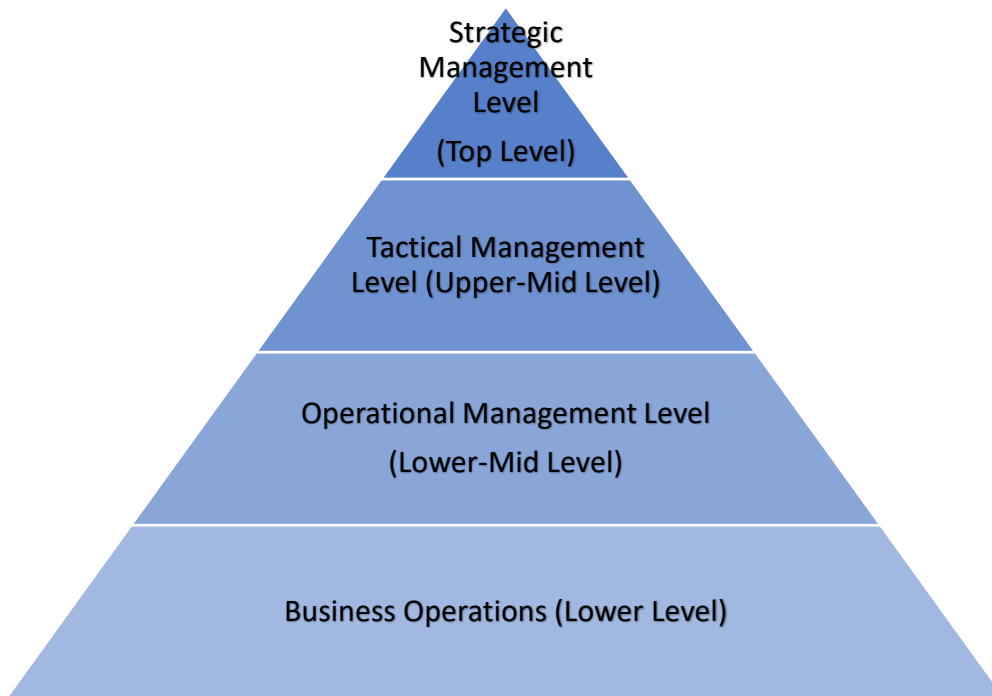 Strategic
Management
Level
(Top Level)
Tactical Management
Level (Upper-Mid Level)
Operational Management Level
(Lower-Mid Level)
Business Operations (Lower Level)